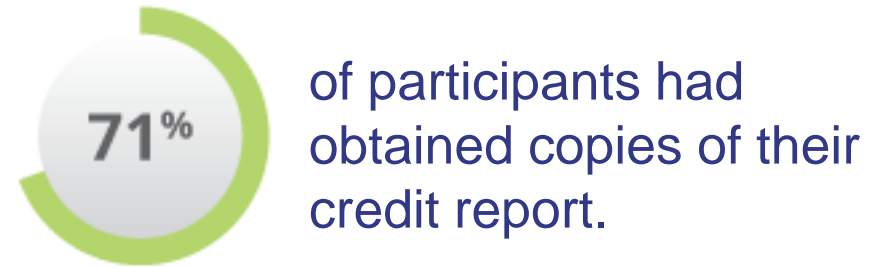 71%
of participants had
obtained copies of their
credit report.